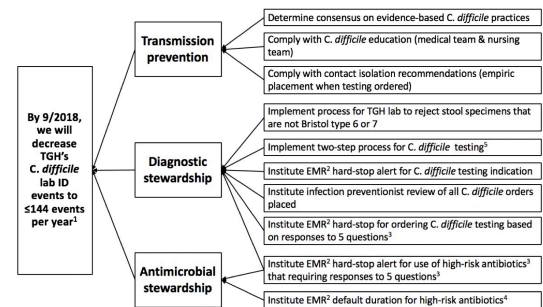 Determine consensus on evidence-based C. difficile practices
Transmission
prevention
Comply with C. difficile education (medical team & nursing
team)
Comply with contact isolation recommendations (empiric
placement when testing ordered)
By 9/2018,
we will
decrease
TGH’s
C. difficile
lab ID
events to
≤144 events
per year¹
Diagnostic
stewardship
Implement process for TGH lab to reject stool specimens
that are not Bristol type 6 or 7
Implement two-step process for C. difficile testing⁵
Institute EMR² hard-stop alert for C. difficile testing indication
Institute infection preventionist review of all C. difficile orders
placed
Institute EMR² hard-stop for ordering C. difficile testing based
on responses to 5 questions³
Antimicrobial
stewardship
Institute EMR² hard-stop alert for use of high-risk antibiotics³
that requiring responses to 5 questions³
Institute EMR² default duration for high-risk antibiotics⁴